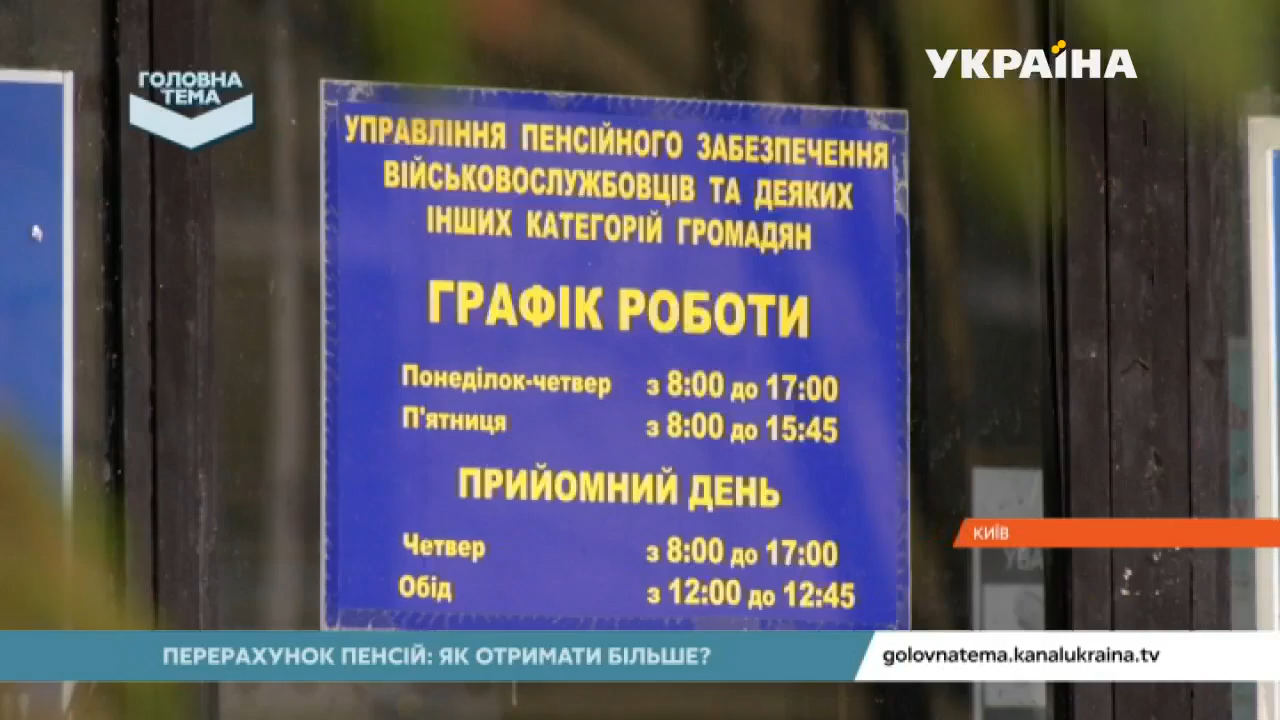 ГОЛОВНА
ТЕМА
УКРАЇНА
УПРАВЛІННЯ ПЕНСІЙНОГО ЗАБЕЗПЕЧЕННЯ
ВІЙСЬКОВОСЛУЖБОВЦІВ ТА ДЕЯКИХ
ІНШИХ КАТЕГОРІЙ ГРОМАДЯН
ГРАФІК РОБОТИ
Понеділок-четвер з 8:00 до 17:00
П'ятниця з 8:00 до 15:45
ПРИЙОМНИЙ ДЕНЬ
Четвер з 8:00 до 17:00
Обід з 12:00 до 12:45
КИЇВ
ПЕРЕРАХУНОК ПЕНСІЙ: ЯК ОТРИМАТИ БІЛЬШЕ?
golovnatema.kanalukraina.tv